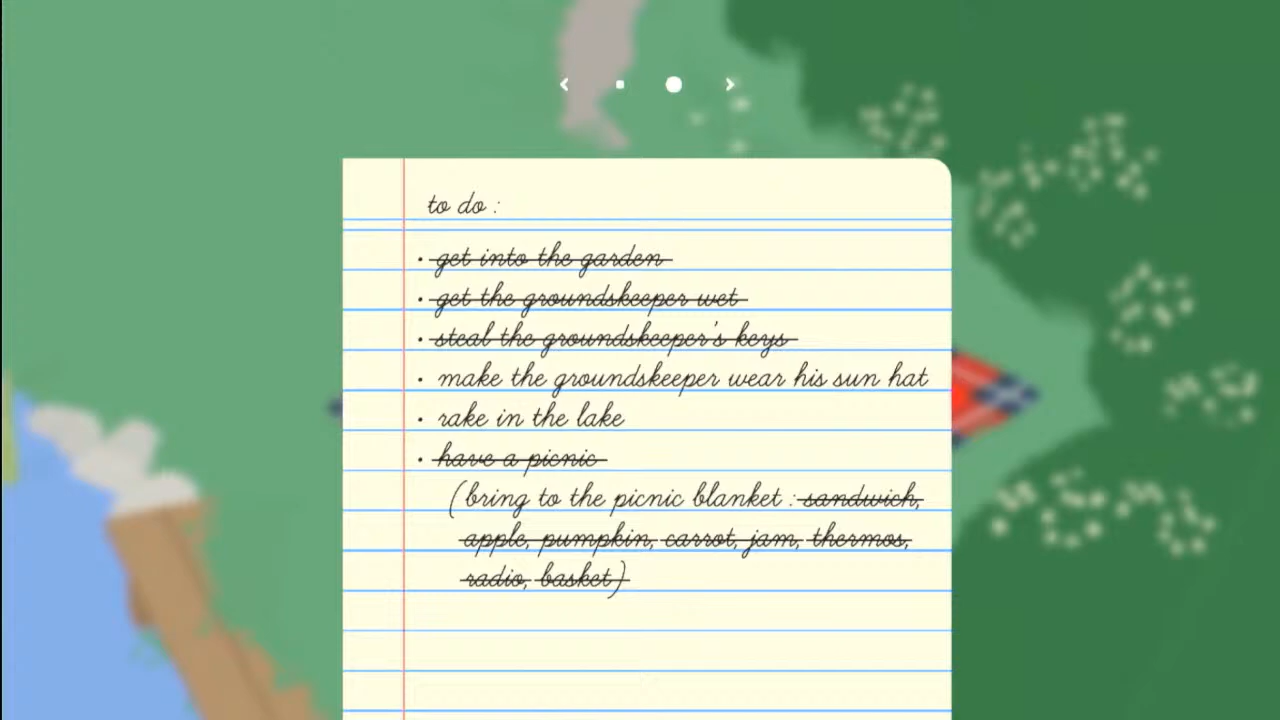 to do :
• get into the garden
• get the groundskeeper wet
• steal the groundskeeper's keys
• make the groundskeeper wear his sun hat
• rake in the lake
• have a picnic
(bring to the picnic blanket : sandwich,
apple, pumpkin, carrot, jam, thermos,
radio, basket)